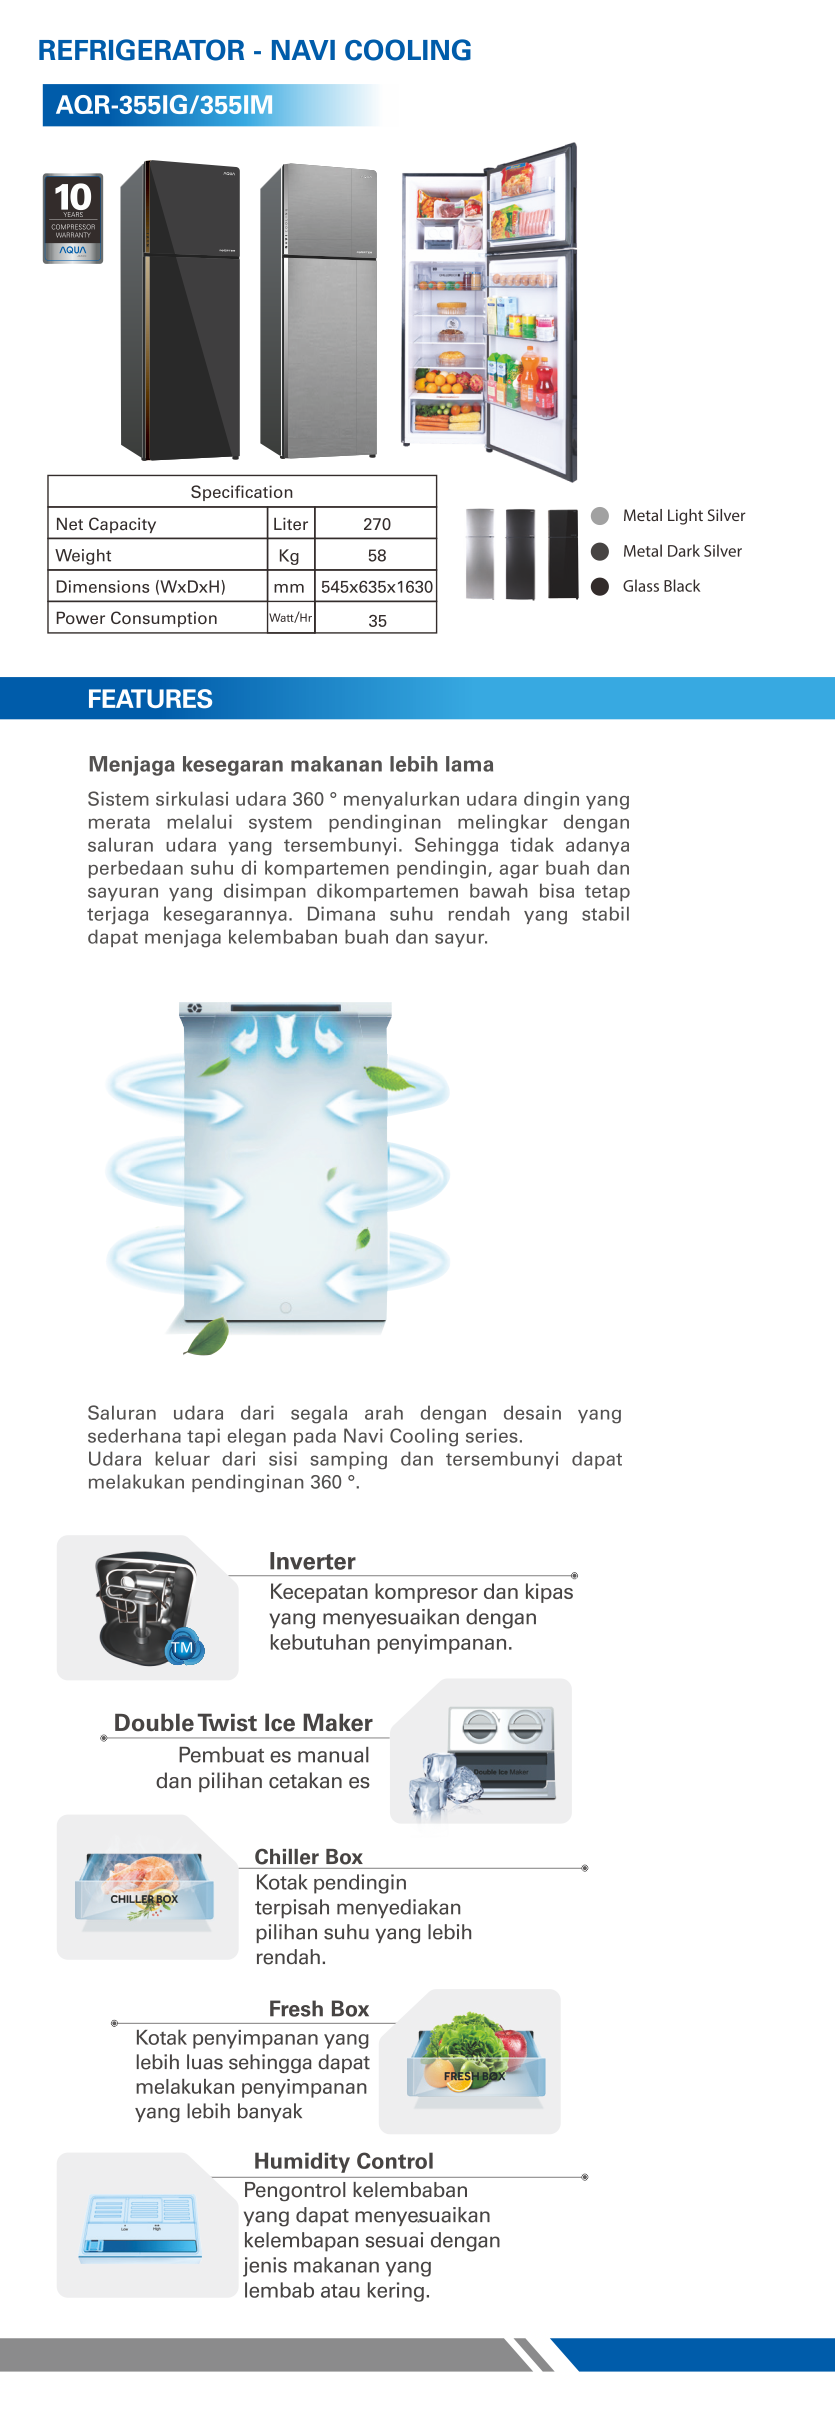 REFRIGERATOR - NAVI COOLING
AQR-355IG/355IM
10
YEARS
COMPRESSOR
WARRANTY
AQUA
AQUA
Specification
Net Capacity Liter 270
Weight Kg 58
Dimensions (WxDxH) mm 545x635x1630
Power Consumption Watt/Hr 35
Metal Light Silver
Metal Dark Silver
Glass Black
FEATURES
Menjaga kesegaran makanan lebih lama
Sistem sirkulasi udara 360 ° menyalurkan udara dingin yang
merata melalui system pendinginan melingkar dengan
saluran udara yang tersembunyi. Sehingga tidak adanya
perbedaan suhu di kompartemen pendingin, agar buah dan
sayuran yang disimpan dikompartemen bawah bisa tetap
terjaga kesegarannya. Dimana suhu rendah yang stabil
dapat menjaga kelembaban buah dan sayur.
Saluran udara dari segala arah dengan desain yang
sederhana tapi elegan pada Navi Cooling series.
Udara keluar dari sisi samping dan tersembunyi dapat
melakukan pendinginan 360 °.
Inverter
Kecepatan kompresor dan kipas
yang menyesuaikan dengan
kebutuhan penyimpanan.
TM
Double Twist Ice Maker
Pembuat es manual
dan pilihan cetakan es
Double Ice Maker
Chiller Box
Kotak pendingin
terpisah menyediakan
pilihan suhu yang lebih
rendah.
CHILLER BOX
Fresh Box
Kotak penyimpanan yang
lebih luas sehingga dapat
melakukan penyimpanan
yang lebih banyak
FRESH BOX
Humidity Control
Pengontrol kelembaban
yang dapat menyesuaikan
kelembapan sesuai dengan
jenis makanan yang
lembab atau kering.
Low High